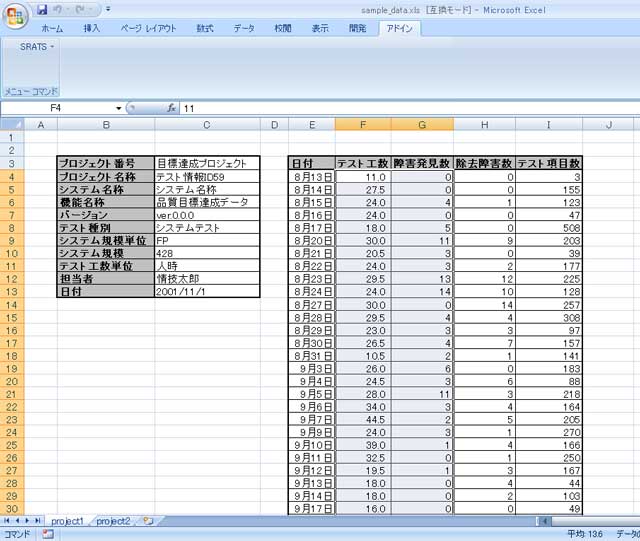 sample_data.xls [互換モード] - Microsoft Excel
ホーム 挿入 ページ レイアウト 数式 データ 校閲 表示 開発 アドイン
SRATS
メニュー コマンド
F4 fx 11
A B C D E F G H I J
1
2
3 プロジェクト番号 目標達成プロジェクト 日付 テスト工数 障害発見数 除去障害数 テスト項目数
4 プロジェクト名称 テスト情報ID59 8月13日 11.0 0 0 3
5 システム名称 システム名称 8月14日 27.5 0 0 155
6 機能名称 品質目標達成データ 8月15日 24.0 4 1 123
7 バージョン ver.0.0.0 8月16日 24.0 0 0 47
8 テスト種別 システムテスト 8月17日 18.0 5 0 508
9 システム規模単位 FP 8月20日 30.0 11 9 203
10 システム規模 428 8月21日 20.5 3 0 39
11 テスト工数単位 人時 8月22日 24.0 3 2 177
12 担当者 情技太郎 8月23日 29.5 13 12 225
13 日付 2001/11/1 8月24日 24.0 14 10 128
14 8月27日 30.0 0 14 257
15 8月28日 29.5 4 4 308
16 8月29日 23.0 3 3 97
17 8月30日 26.5 4 7 157
18 8月31日 10.5 2 1 141
19 9月3日 26.0 6 0 183
20 9月4日 24.5 3 6 88
21 9月5日 28.0 11 3 218
22 9月6日 34.0 3 4 164
23 9月7日 44.5 2 5 205
24 9月9日 24.0 3 1 270
25 9月10日 39.0 1 4 166
26 9月11日 32.5 0 1 250
27 9月12日 19.5 1 3 167
28 9月13日 18.0 0 4 44
29 9月14日 18.0 0 2 103
30 9月17日 16.0 0 0 49
project1 project2
コマンド 平均: 13.6 データの